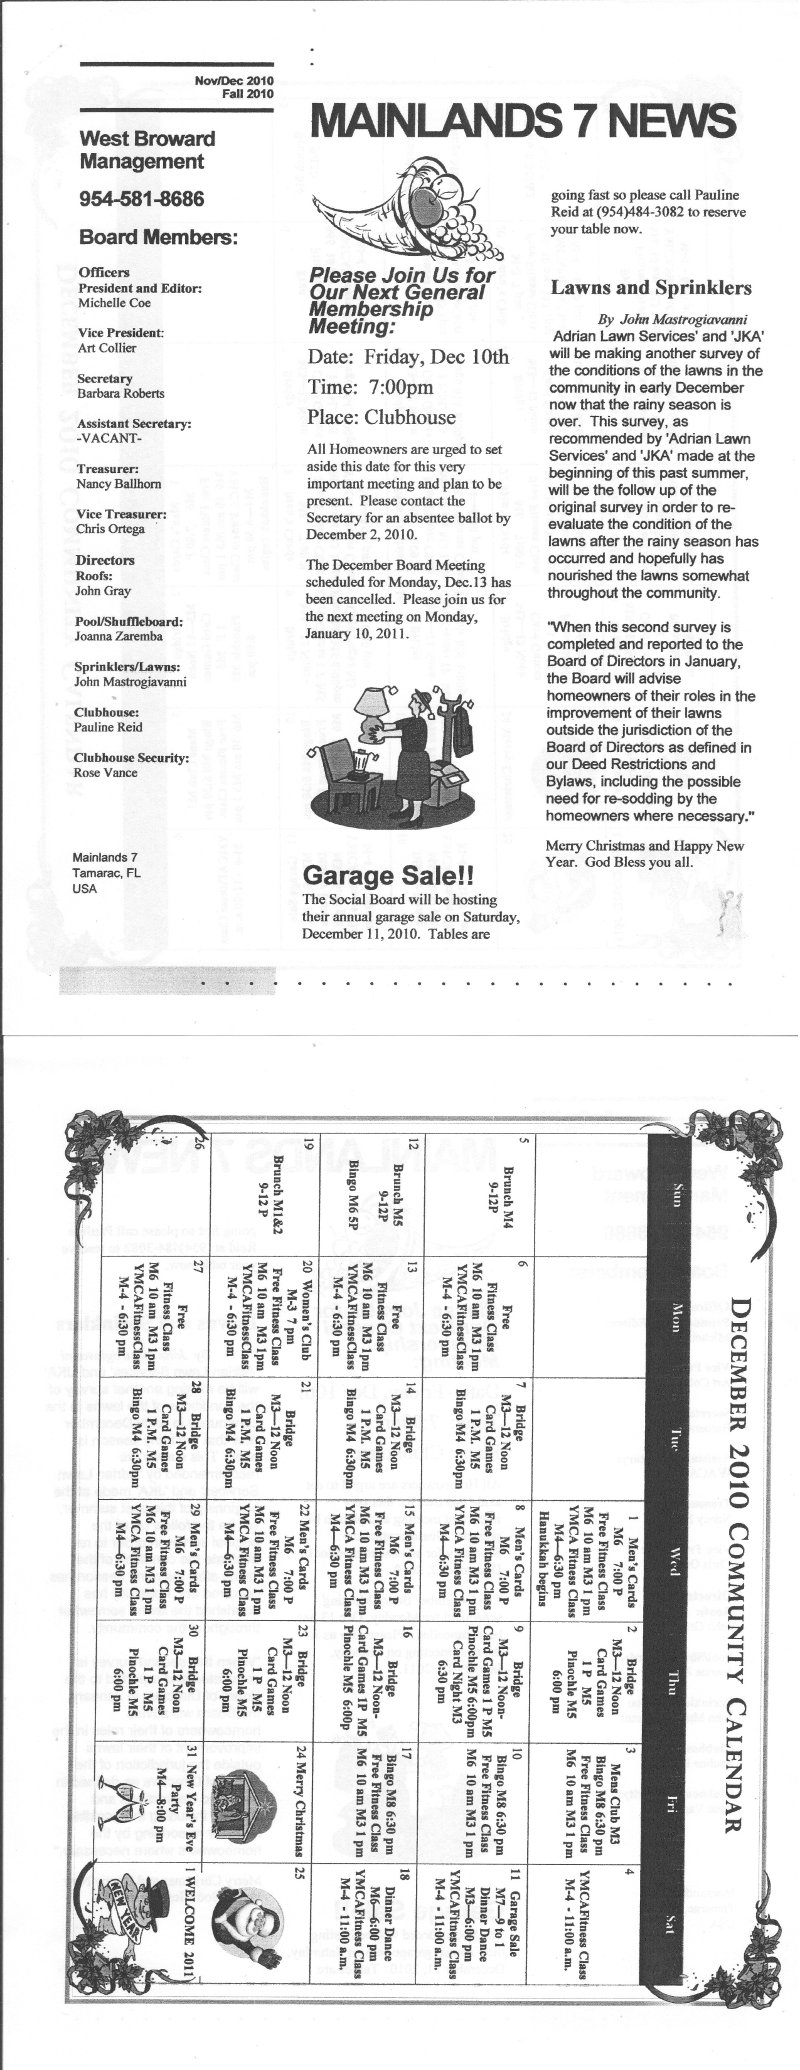 Nov/Dec 2010
Fall 2010
MAINLANDS 7 NEWS
West Broward
Management
954-581-8686
Board Members:
Officers
President and Editor:
Michelle Coe
Vice President:
Art Collier
Secretary
Barbara Roberts
Assistant Secretary:
-VACANT-
Treasurer:
Nancy Ballhorn
Vice Treasurer:
Chris Ortega
Directors
Roofs:
John Gray
Pool/Shuffleboard:
Joanna Zaremba
Sprinklers/Lawns:
John Mastrogiavanni
Clubhouse:
Pauline Reid
Clubhouse Security:
Rose Vance
Mainlands 7
Tamarac, FL
USA
Please Join Us for
Our Next General
Membership
Meeting:
Date: Friday, Dec 10th
Time: 7:00pm
Place: Clubhouse
All Homeowners are urged to set
aside this date for this very
important meeting and plan to be
present. Please contact the
Secretary for an absentee ballot by
December 2, 2010.
The December Board Meeting
scheduled for Monday, Dec.13 has
been cancelled. Please join us for
the next meeting on Monday,
January 10, 2011.
Garage Sale!!
The Social Board will be hosting
their annual garage sale on Saturday,
December 11, 2010. Tables are
going fast so please call Pauline
Reid at (954)484-3082 to reserve
your table now.
Lawns and Sprinklers
By John Mastrogiavanni
Adrian Lawn Services' and 'JKA'
will be making another survey of
the conditions of the lawns in the
community in early December
now that the rainy season is
over. This survey, as
recommended by 'Adrian Lawn
Services' and 'JKA' made at the
beginning of this past summer,
will be the follow up of the
original survey in order to re-
evaluate the condition of the
lawns after the rainy season has
occurred and hopefully has
nourished the lawns somewhat
throughout the community.
"When this second survey is
completed and reported to the
Board of Directors in January,
the Board will advise
homeowners of their roles in the
improvement of their lawns
outside the jurisdiction of the
Board of Directors as defined in
our Deed Restrictions and
Bylaws, including the possible
need for re-sodding by the
homeowners where necessary."
Merry Christmas and Happy New
Year. God Bless you all.
DECEMBER 2010 COMMUNITY CALENDAR
Sun
Mon
Tue
Wed
Thu
Fri
Sat
1 Men's Cards
M6 7:00 P
Free Fitness Class
M6 10 am M3 1 pm
YMCA Fitness Class
M4—6:30 pm
Hanukkah begins
2 Bridge
M3—12 Noon
Card Games
1 P M5
Pinochle M5
6:00 pm
3
Mens Club M3
Bingo M8 6:30 pm
Free Fitness Class
M6 10 am M3 1 pm
4
YMCAFitness Class
M-4 - 11:00 a.m.
5
Brunch M4
9-12P
6
Free
Fitness Class
M6 10 am M3 1pm
YMCAFitnessClass
M-4 - 6:30 pm
7
Bridge
M3—12 Noon
Card Games
1 P.M. M5
Bingo M4 6:30pm
8 Men's Cards
M6 7:00 P
Free Fitness Class
M6 10 am M3 1 pm
YMCA Fitness Class
M4—6:30 pm
9 Bridge
M3—12 Noon-
Card Games 1 P M5
Pinochle M5 6:00pm
Card Night M3
6:30 pm
10
Bingo M8 6:30 pm
Free Fitness Class
M6 10 am M3 1 pm
11 Garage Sale
M7—9 to 1
Dinner Dance
M3—6:00 pm
YMCAFitness Class
M-4 - 11:00 a.m.
12
Brunch M5
9-12P
Bingo M6 5P
13
Free
Fitness Class
M6 10 am M3 1pm
YMCAFitnessClass
M-4 - 6:30 pm
14
Bridge
M3—12 Noon
Card Games
1 P.M. M5
Bingo M4 6:30pm
15 Men's Cards
M6 7:00 P
Free Fitness Class
M6 10 am M3 1 pm
YMCA Fitness Class
M4—6:30 pm
16
Bridge
M3—12 Noon-
Card Games 1P M5
Pinochle M5 6:00p
17
Bingo M8 6:30 pm
Free Fitness Class
M6 10 am M3 1 pm
18
Dinner Dance
M6—6:00 pm
YMCAFitness Class
M-4 - 11:00 a.m.
19
Brunch M1&2
9-12 P
20 Women's Club
M-3 7 pm
Free Fitness Class
M6 10 am M3 1pm
YMCAFitnessClass
M-4 - 6:30 pm
21
Bridge
M3—12 Noon
Card Games
1 P.M. M5
Bingo M4 6:30pm
22 Men's Cards
M6 7:00 P
Free Fitness Class
M6 10 am M3 1 pm
YMCA Fitness Class
M4—6:30 pm
23 Bridge
M3—12 Noon
Card Games
1 P M5
Pinochle M5
6:00 pm
24 Merry Christmas
25
26
27
Free
Fitness Class
M6 10 am M3 1pm
YMCAFitnessClass
M-4 - 6:30 pm
28 Bridge
M3—12 Noon
Card Games
1 P.M. M5
Bingo M4 6:30pm
29 Men's Cards
M6 7:00 P
Free Fitness Class
M6 10 am M3 1 pm
YMCA Fitness Class
M4—6:30 pm
30 Bridge
M3—12 Noon
Card Games
1 P M5
Pinochle M5
6:00 pm
31 New Year's Eve
Party
M4—8:00 pm
1 WELCOME 2011
NEW YEAR